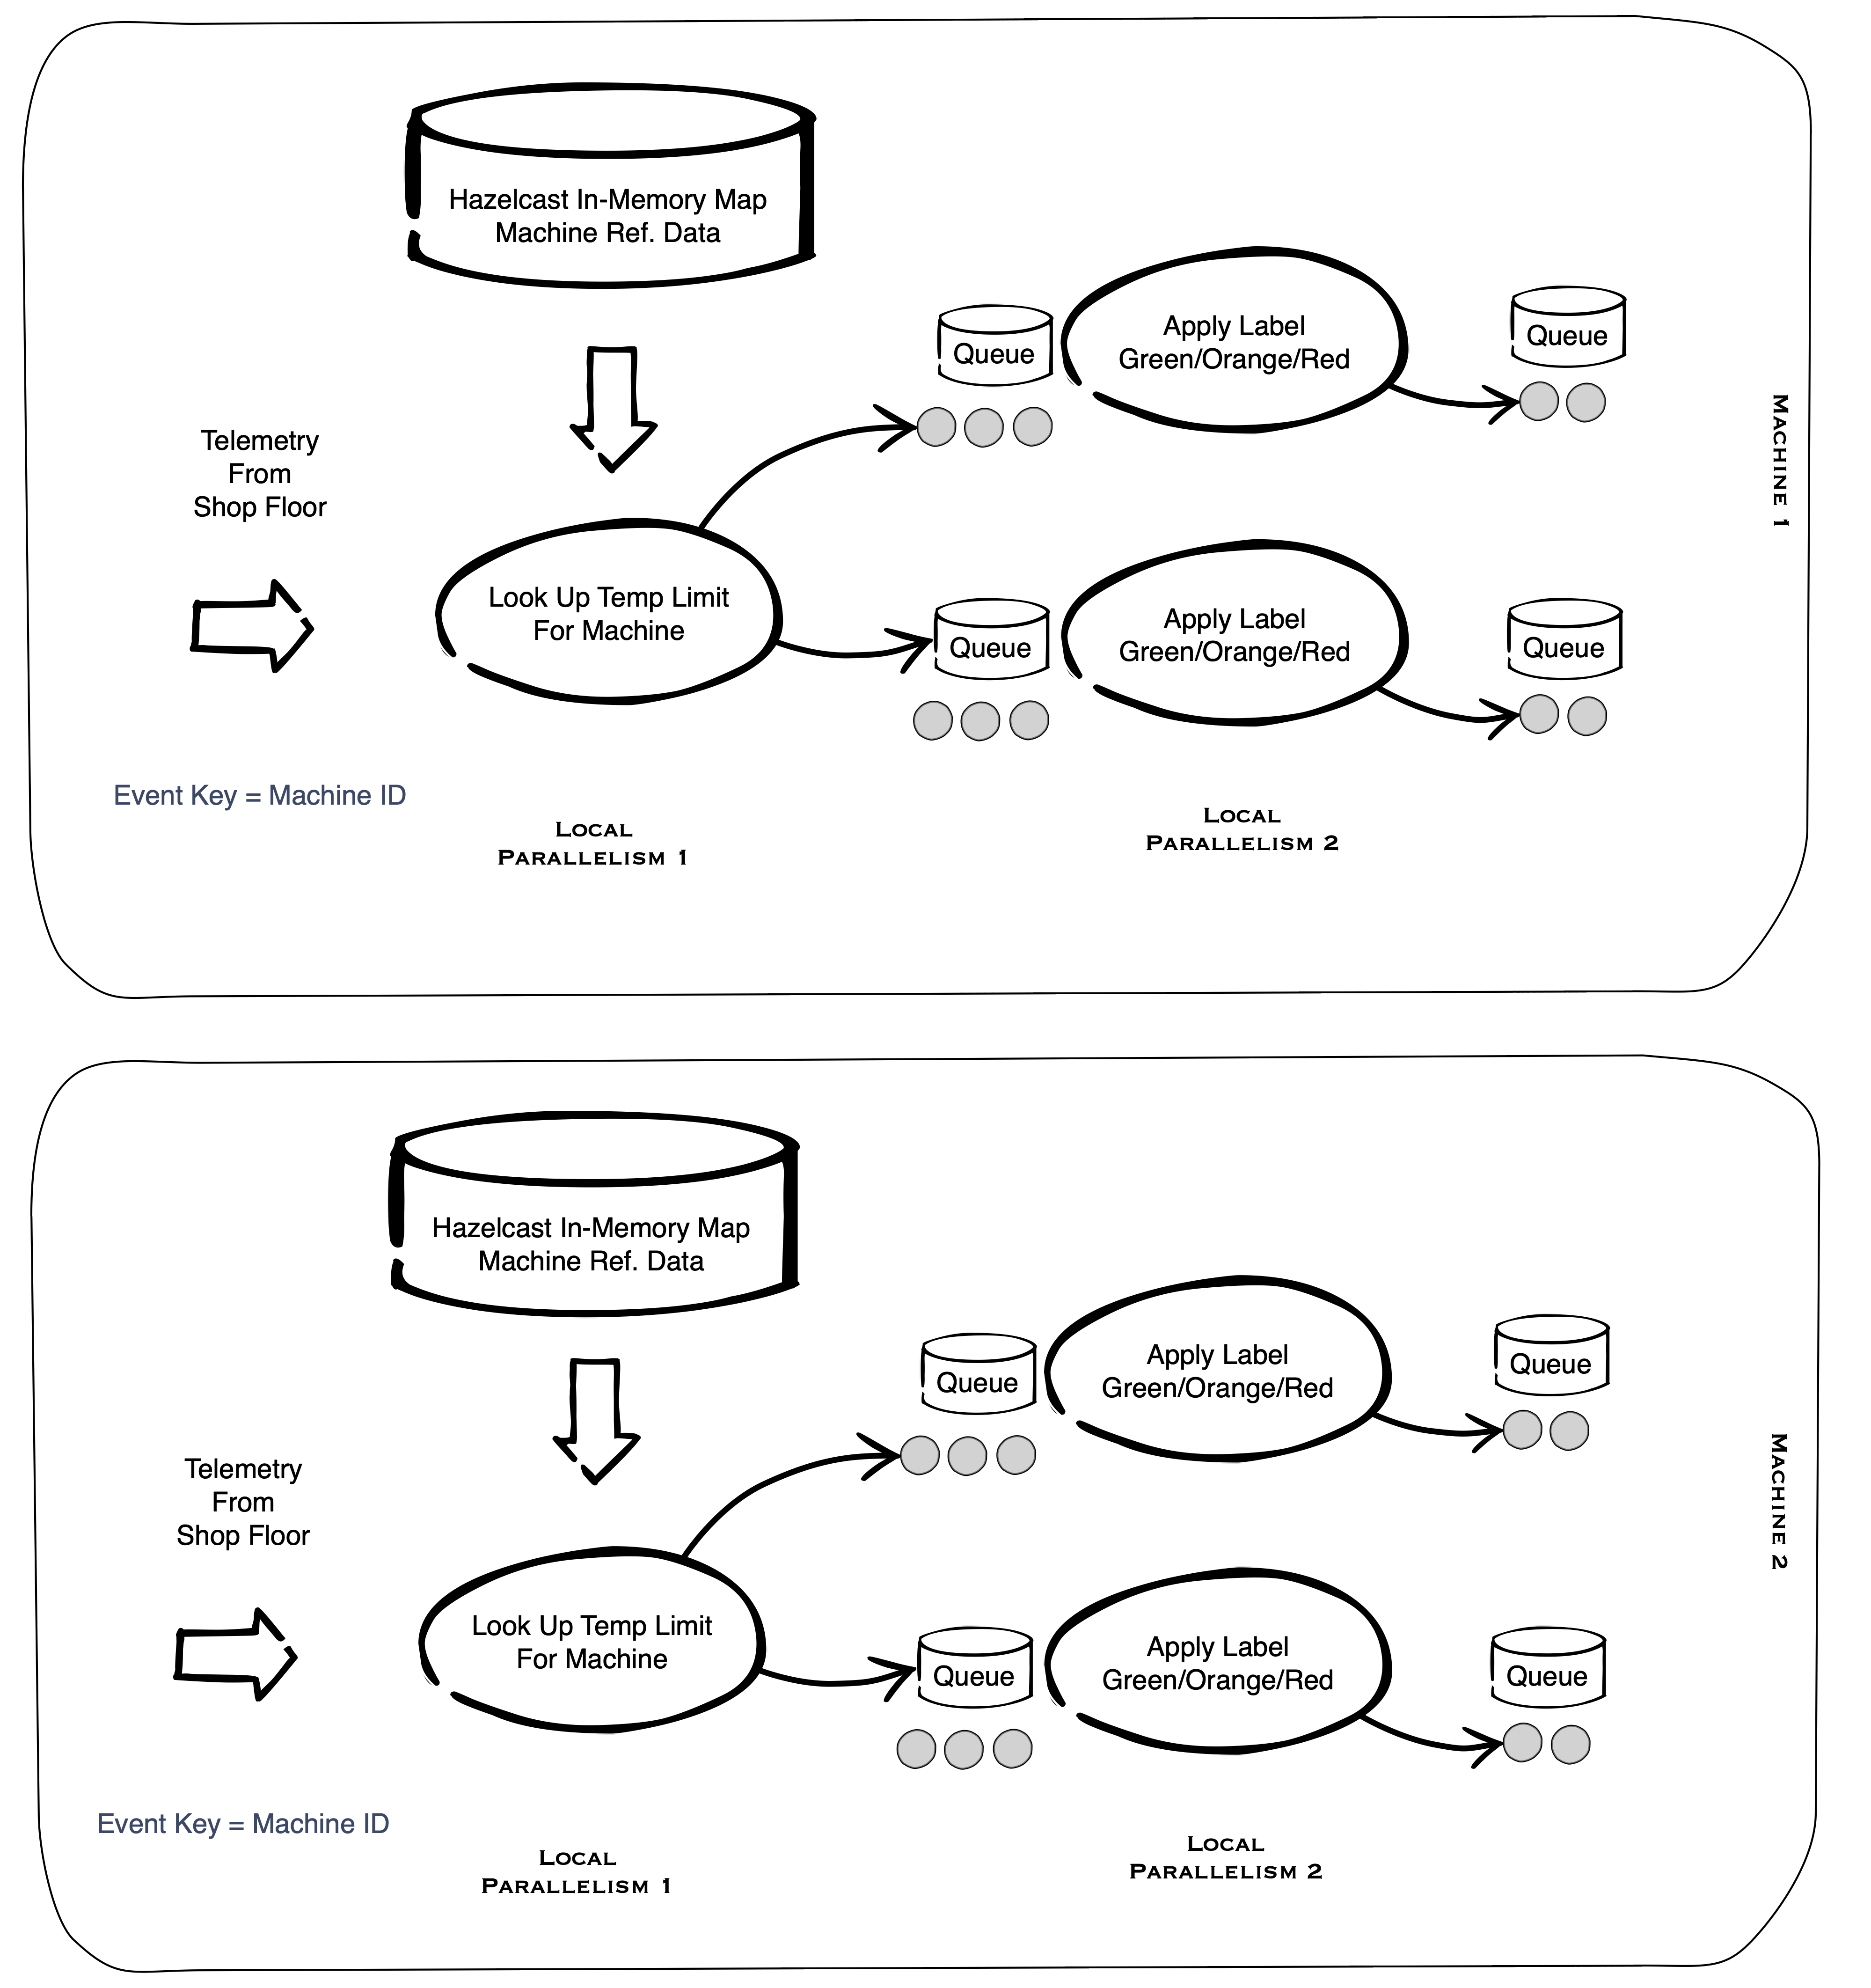 Hazelcast In-Memory Map
Machine Ref. Data
Queue
Apply Label
Green/Orange/Red
Queue
Telemetry
From
Shop Floor
Look Up Temp Limit
For Machine
Queue
Apply Label
Green/Orange/Red
Queue
Event Key = Machine ID
Local
Parallelism 1
Local
Parallelism 2
Machine 1
Hazelcast In-Memory Map
Machine Ref. Data
Queue
Apply Label
Green/Orange/Red
Queue
Telemetry
From
Shop Floor
Look Up Temp Limit
For Machine
Queue
Apply Label
Green/Orange/Red
Queue
Event Key = Machine ID
Local
Parallelism 1
Local
Parallelism 2
Machine 2